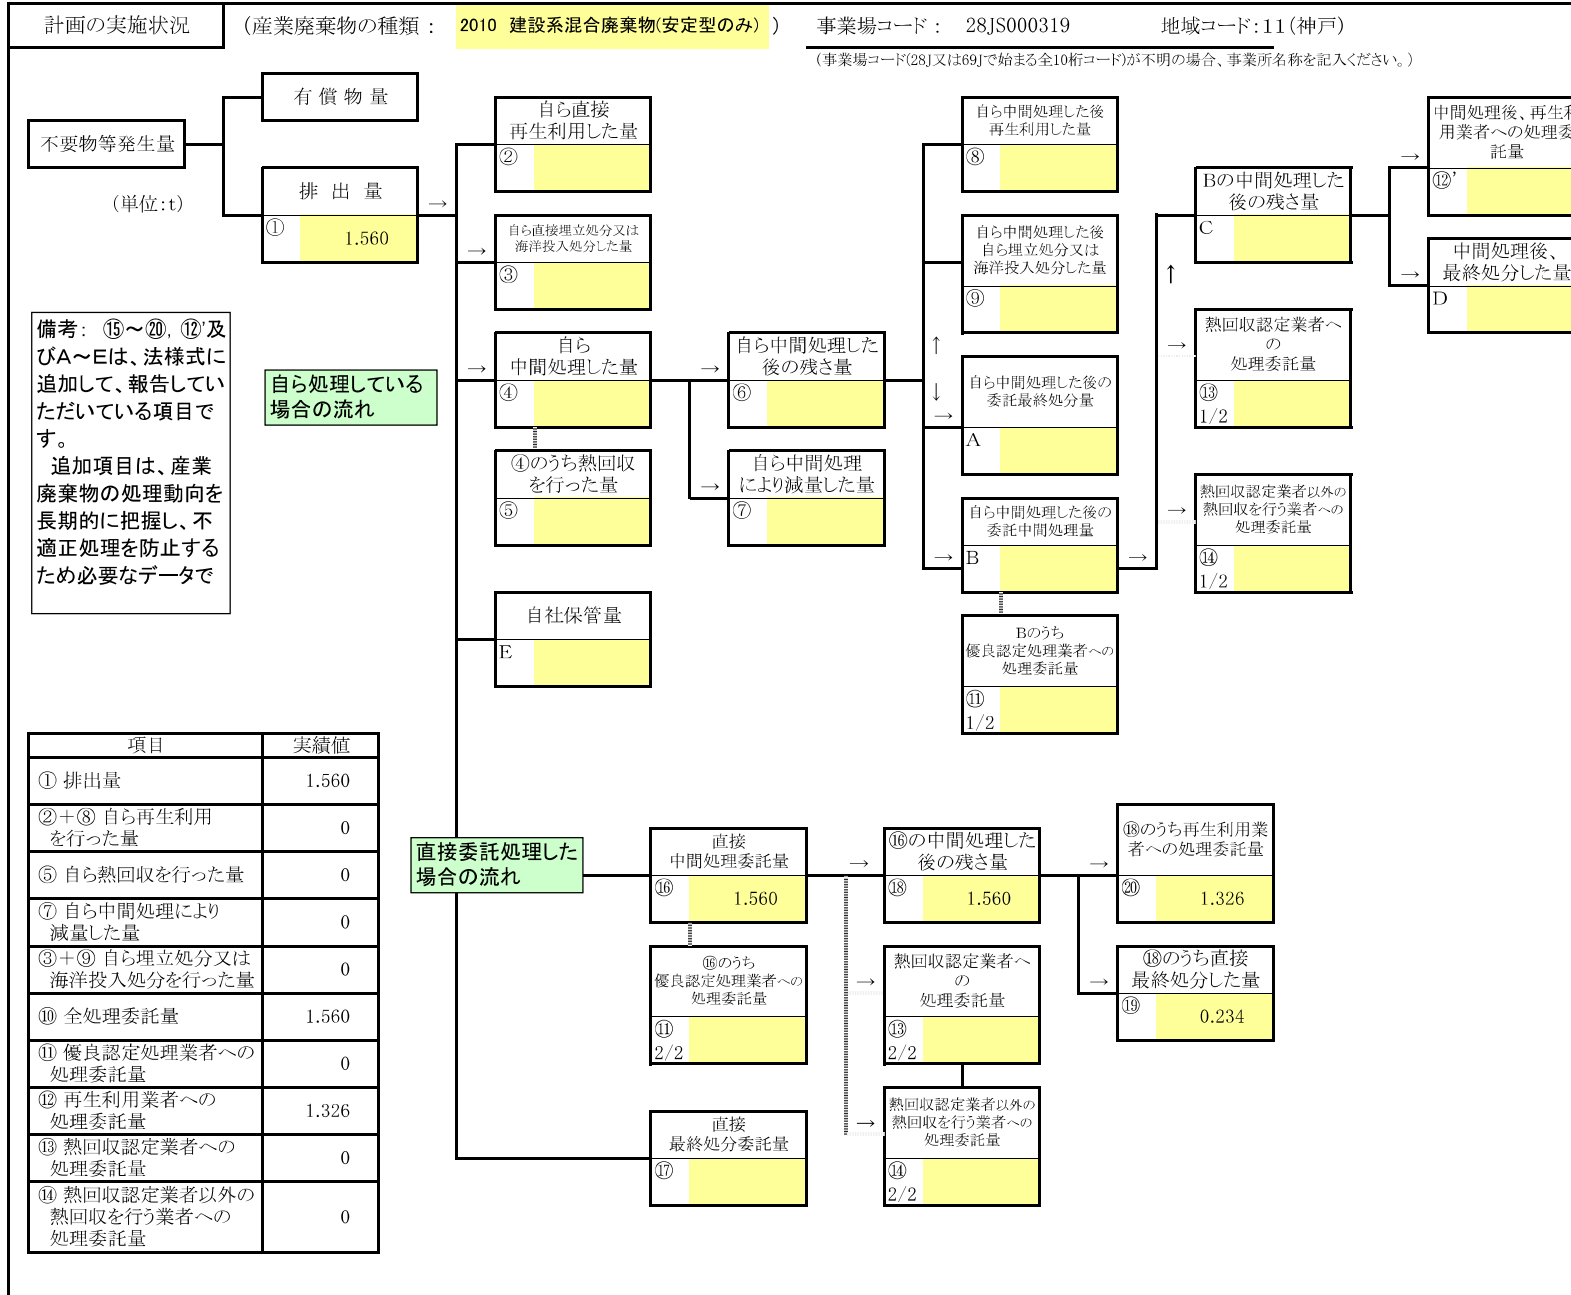 計画の実施状況
(産業廃棄物の種類： 2010 建設系混合廃棄物(安定型のみ) )
事業場コード： 28JS000319 地域コード:11(神戸)
(事業場コード(28J又は69Jで始まる全10桁コード)が不明の場合、事業所名称を記入ください。)
不要物等発生量
(単位:t)
有償物量
排 出 量
→
① 1.560
自ら直接
再生利用した量
②
→
自ら直接埋立処分又は
海洋投入処分した量
③
→
自ら
中間処理した量
④
④のうち熱回収
を行った量
⑤
自社保管量
E
→
自ら中間処理した
後の残さ量
⑥
→
自ら中間処理
により減量した量
⑦
自ら中間処理した後
再生利用した量
⑧
自ら中間処理した後
自ら埋立処分又は
海洋投入処分した量
⑨
↑
↓
→
自ら中間処理した後の
委託最終処分量
A
→
自ら中間処理した後の
委託中間処理量
B
→
Bのうち
優良認定処理業者への
処理委託量
⑪
1/2
Bの中間処理した
後の残さ量
C
↑
→
熱回収認定業者へ
の
処理委託量
⑬
1/2
→
熱回収認定業者以外の
熱回収を行う業者への
処理委託量
⑭
1/2
→
中間処理後、再生利
用業者への処理委
託量
⑫'
→
中間処理後、
最終処分した量
D
備考： ⑮～⑳, ⑫'及
びA～Eは、法様式に
追加して、報告してい
ただいている項目で
す。
追加項目は、産業
廃棄物の処理動向を
長期的に把握し、不
適正処理を防止する
ため必要なデータで
自ら処理している
場合の流れ
項目 実績値
① 排出量 1.560
②＋⑧ 自ら再生利用
を行った量 0
⑤ 自ら熱回収を行った量 0
⑦ 自ら中間処理により
減量した量 0
③＋⑨ 自ら埋立処分又は
海洋投入処分を行った量 0
⑩ 全処理委託量 1.560
⑪ 優良認定処理業者への
処理委託量 0
⑫ 再生利用業者への
処理委託量 1.326
⑬ 熱回収認定業者への
処理委託量 0
⑭ 熱回収認定業者以外の
熱回収を行う業者への
処理委託量 0
直接委託処理した
場合の流れ
直接
中間処理委託量
⑯ 1.560
⑯のうち
優良認定処理業者への
処理委託量
⑪
2/2
直接
最終処分委託量
⑰
→
⑯の中間処理した
後の残さ量
⑱ 1.560
→
熱回収認定業者へ
の
処理委託量
⑬
2/2
→
熱回収認定業者以外の
熱回収を行う業者への
処理委託量
⑭
2/2
→
⑱のうち再生利用業
者への処理委託量
⑳ 1.326
→
⑱のうち直接
最終処分した量
⑲ 0.234